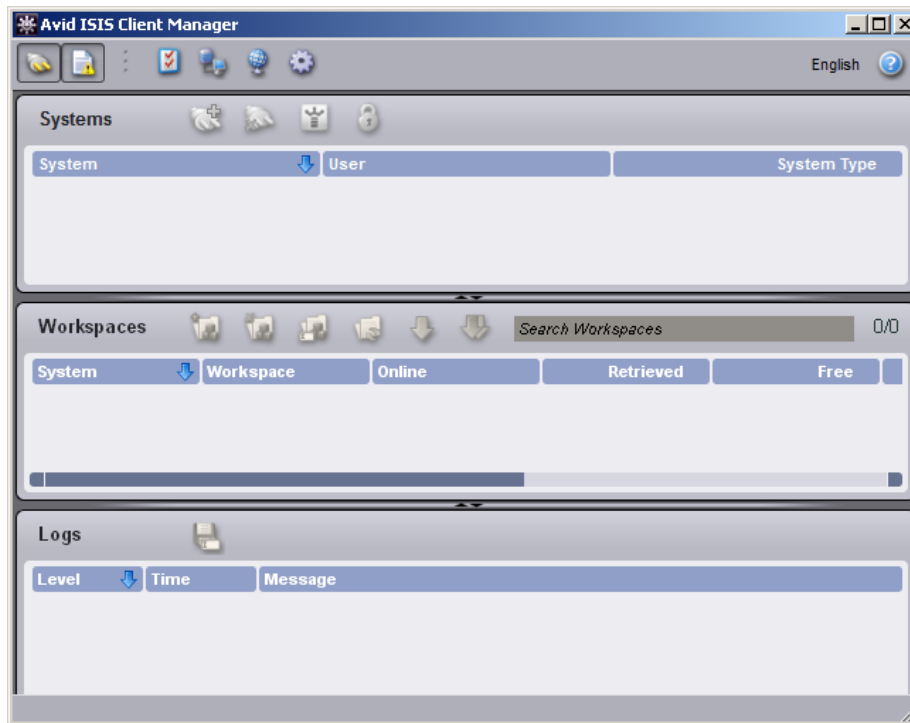 Avid ISIS Client Manager
English
Systems
System User System Type
Workspaces Search Workspaces 0/0
System Workspace Online Retrieved Free
Logs
Level Time Message